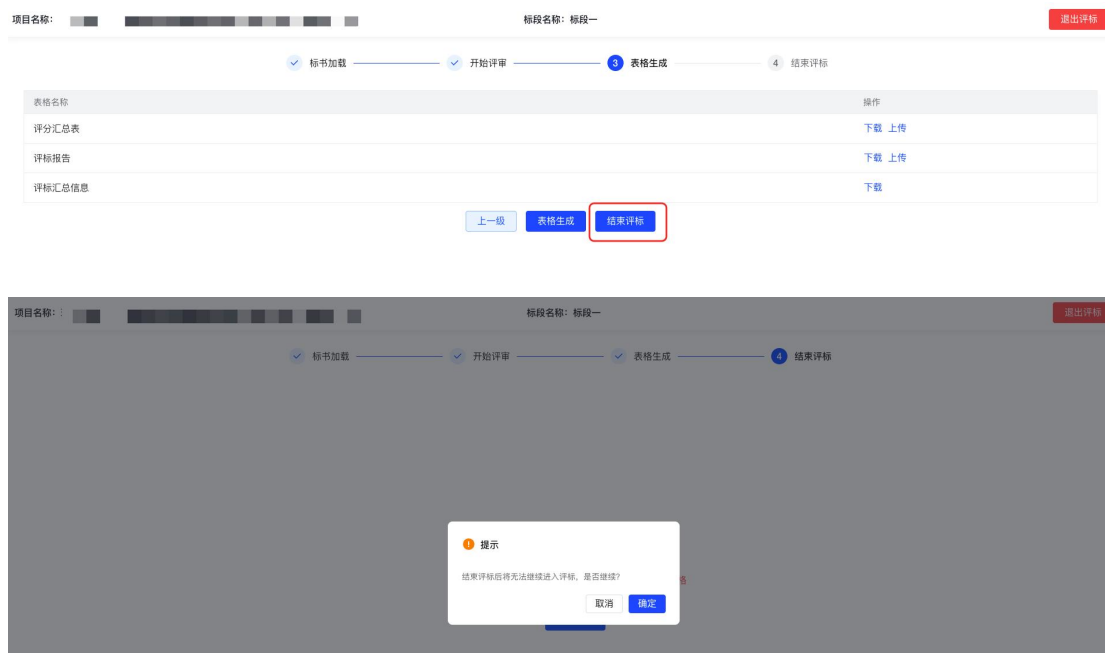 项目名称: 标段名称: 标段一 退出评标
标书加载 开始评审 3 表格生成 4 结束评标
表格名称 操作
评分汇总表 下载 上传
评标报告 下载 上传
评标汇总信息 下载
上一级 表格生成 结束评标
项目名称: 标段名称: 标段一 退出评标
标书加载 开始评审 表格生成 4 结束评标
提示
结束评标后将无法继续进入评标, 是否继续?
取消 确定